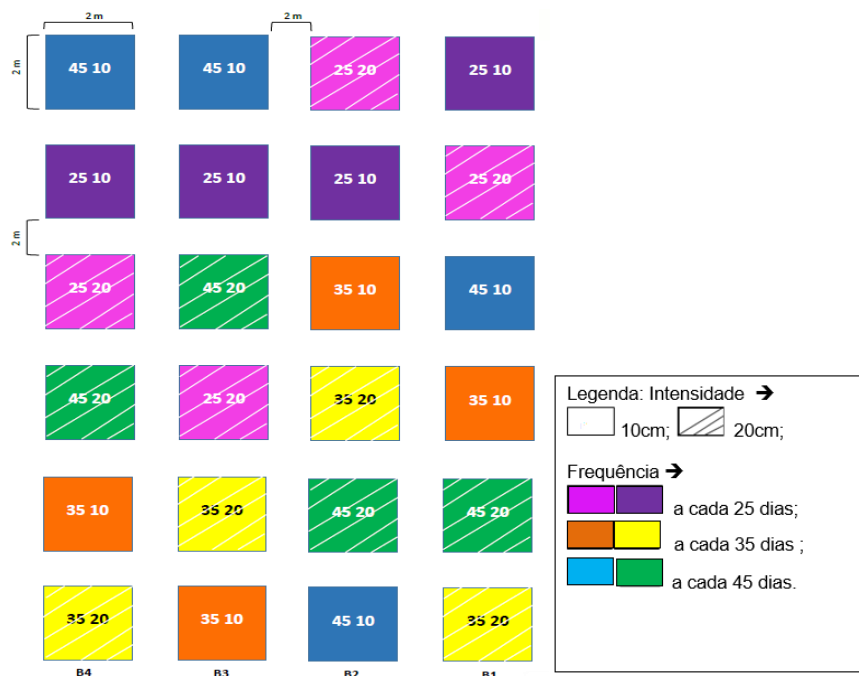 2 m
2 m
2 m
45 10
45 10
25 20
25 10
25 10
25 10
25 10
25 20
2 m
25 20
45 20
35 10
45 10
45 20
25 20
35 20
35 10
35 10
35 20
45 20
45 20
35 20
35 10
45 10
35 20
B4
B3
B2
B1
Legenda: Intensidade ➔
10cm; 20cm;
Frequência ➔
a cada 25 dias;
a cada 35 dias ;
a cada 45 dias.